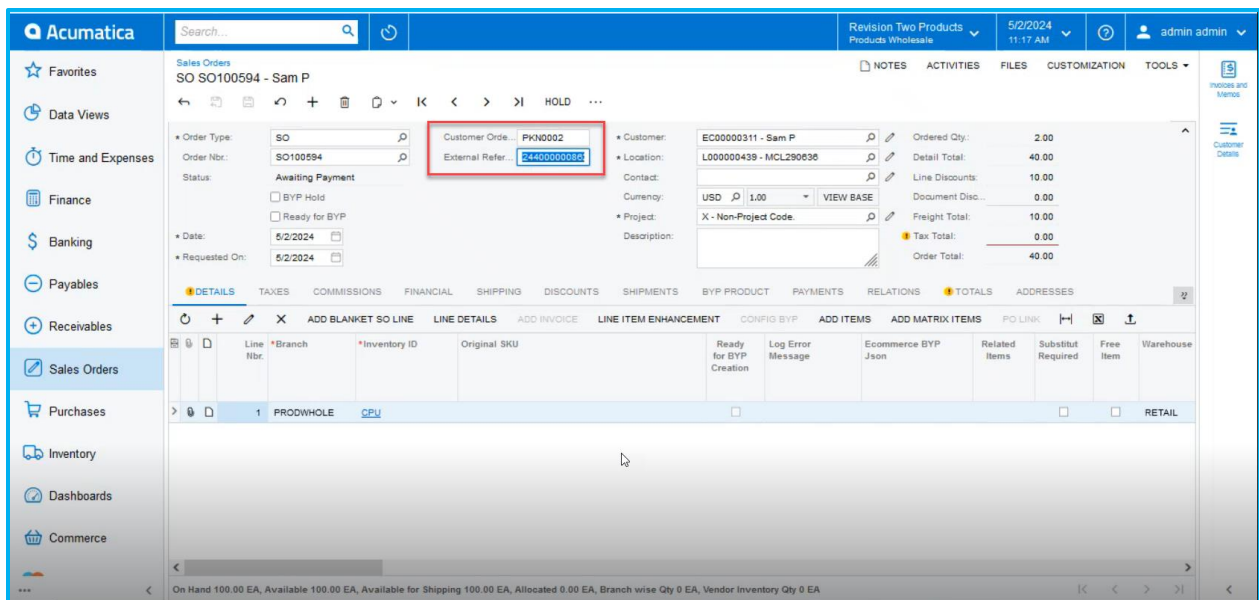 Acumatica
Search...
Revision Two Products
Products Wholesale
5/2/2024
11:17 AM
admin admin
Favorites
Data Views
Time and Expenses
Finance
Banking
Payables
Receivables
Sales Orders
Purchases
Inventory
Dashboards
Commerce
Sales Orders
SO SO100594 - Sam P
NOTES ACTIVITIES FILES CUSTOMIZATION TOOLS
HOLD ...
* Order Type: SO
Order Nbr.: SO100594
Status: Awaiting Payment
BYP Hold
Ready for BYP
* Date: 5/2/2024
* Requested On: 5/2/2024
Customer Orde... PKN0002
External Refer...
* Customer: EC00000311 - Sam P
* Location: L000000439 - MCL290636
Contact:
Currency: USD 1.00 VIEW BASE
* Project: X - Non-Project Code.
Description:
Ordered Qty.: 2.00
Detail Total: 40.00
Line Discounts: 10.00
Document Disc... 0.00
Freight Total: 10.00
Tax Total: 0.00
Order Total: 40.00
Invoices and
Memos
Customer
Details
DETAILS TAXES COMMISSIONS FINANCIAL SHIPPING DISCOUNTS SHIPMENTS BYP PRODUCT PAYMENTS RELATIONS TOTALS ADDRESSES
ADD BLANKET SO LINE LINE DETAILS ADD INVOICE LINE ITEM ENHANCEMENT CONFIG BYP ADD ITEMS ADD MATRIX ITEMS PO LINK
Line Nbr. *Branch *Inventory ID Original SKU Ready for BYP Creation Log Error Message Ecommerce BYP Json Related Items Substitut Required Free Item Warehouse
1 PRODWHOLE CPU RETAIL
On Hand 100.00 EA, Available 100.00 EA, Available for Shipping 100.00 EA, Allocated 0.00 EA, Branch wise Qty 0 EA, Vendor Inventory Qty 0 EA